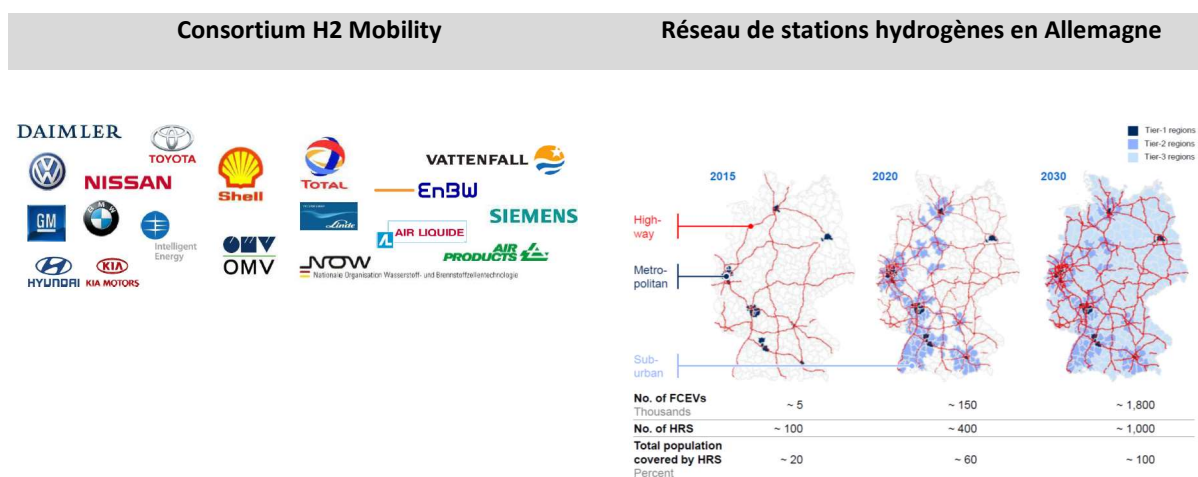 Consortium H2 Mobility
Réseau de stations hydrogènes en Allemagne
DAIMLER
TOYOTA
NISSAN
Shell
TOTAL
VATTENFALL
EnBW
GM
BMW
Intelligent
Energy
OMV
Linde
AIR LIQUIDE
SIEMENS
AIR
PRODUCTS
HYUNDAI
KIA
KIA MOTORS
NOW
Nationale Organisation Wasserstoff- und Brennstoffzellentechnologie
Tier-1 regions
Tier-2 regions
Tier-3 regions
2015
2020
2030
High-
way
Metro-
politan
Sub-
urban
No. of FCEVs
Thousands
~ 5
~ 150
~ 1,800
No. of HRS
~ 100
~ 400
~ 1,000
Total population
covered by HRS
Percent
~ 20
~ 60
~ 100